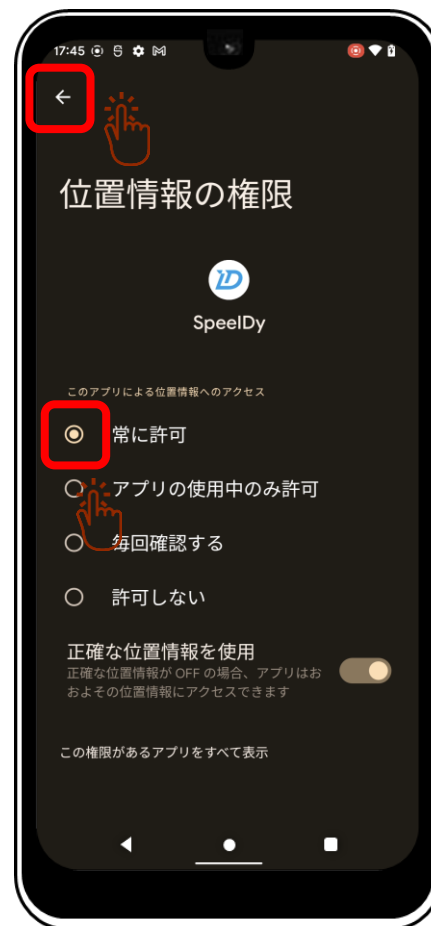 17:45
位置情報の権限
SpeelDy
このアプリによる位置情報へのアクセス
常に許可
アプリの使用中のみ許可
毎回確認する
許可しない
正確な位置情報を使用
正確な位置情報が OFF の場合、アプリはお
およその位置情報にアクセスできます
この権限があるアプリをすべて表示